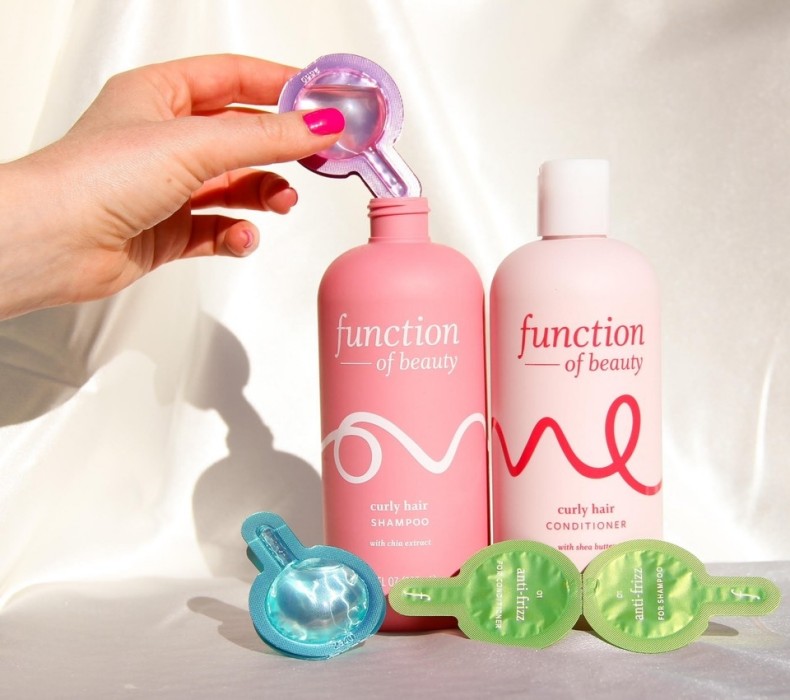 function
of beauty
curly hair
SHAMPOO
with chia extract
function
of beauty
curly hair
CONDITIONER
with shea butter
anti-frizz
FOR CONDITIONER
anti-frizz
FOR SHAMPOO
f
f